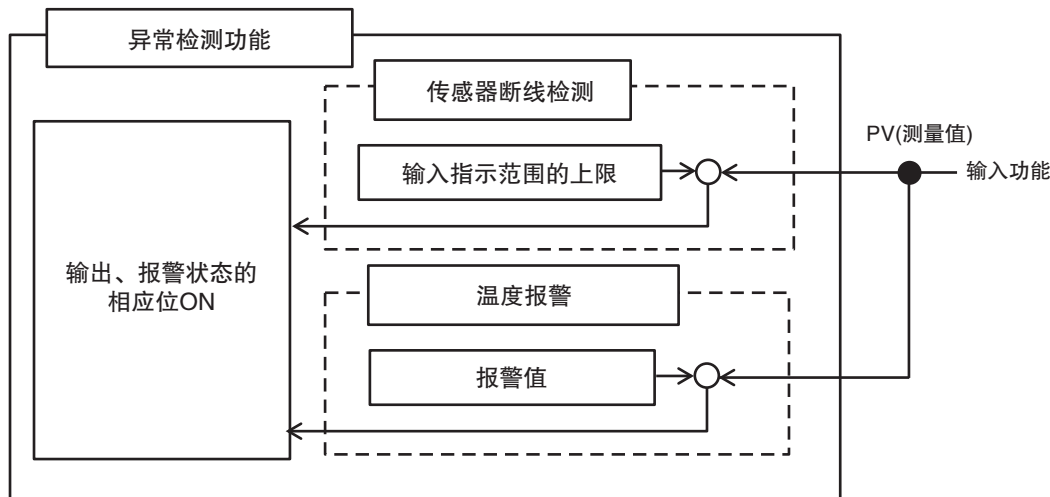 异常检测功能
传感器断线检测
PV(测量值)
输入指示范围的上限
输入功能
输出、报警状态的
相应位ON
温度报警
报警值